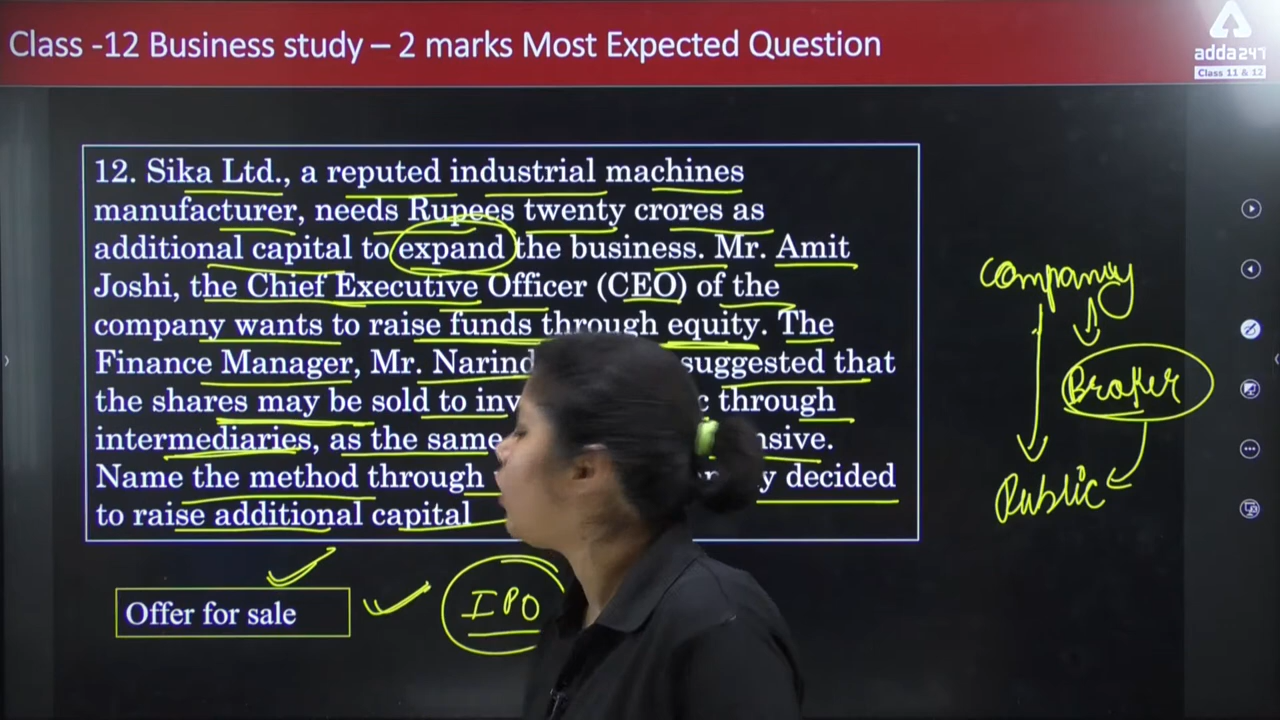 Class -12 Business study – 2 marks Most Expected Question
adda247
Class 11 & 12
12. Sika Ltd., a reputed industrial machines
manufacturer, needs Rupees twenty crores as
additional capital to expand the business. Mr. Amit
Joshi, the Chief Executive Officer (CEO) of the
company wants to raise funds through equity. The
Finance Manager, Mr. suggested that
the shares may be sold to through
intermediaries, as the same
Name the method through decided
to raise additional capital
Offer for sale
IPO
Company
Broker
Public